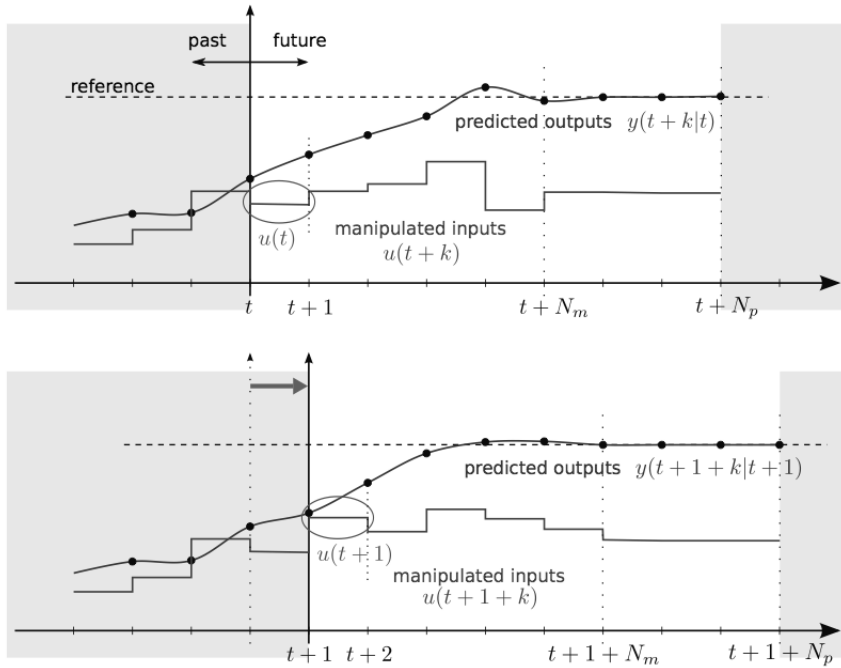 past future
reference
predicted outputs y(t + k|t)
u(t)
manipulated inputs
u(t + k)
t t + 1 t + N_m t + N_p
predicted outputs y(t + 1 + k|t + 1)
u(t + 1)
manipulated inputs
u(t + 1 + k)
t + 1 t + 2 t + 1 + N_m t + 1 + N_p